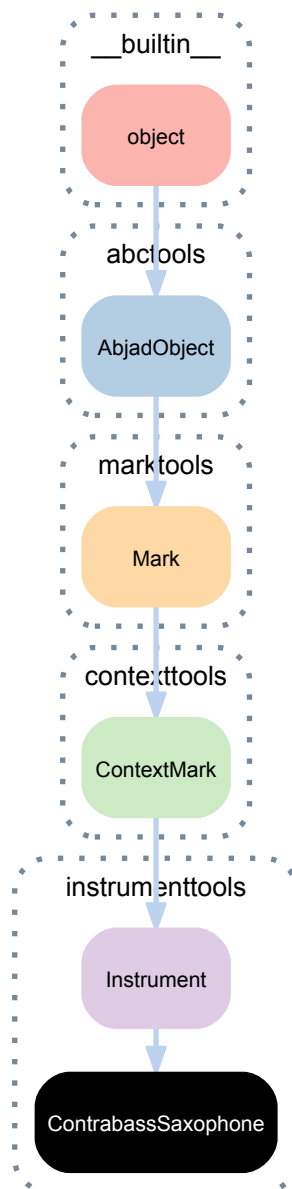 __builtin__
object
abctools
AbjadObject
marktools
Mark
contexttools
ContextMark
instrumenttools
Instrument
ContrabassSaxophone